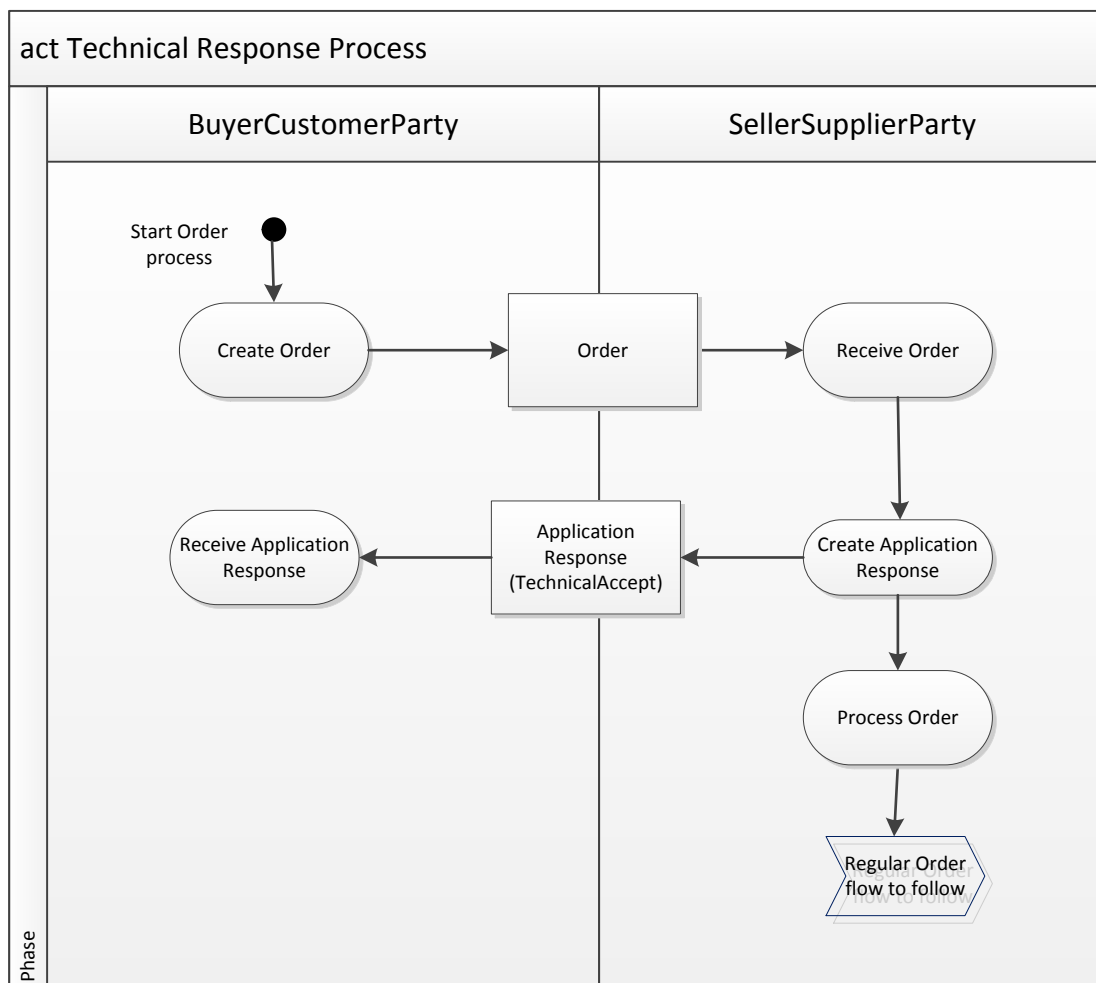 act Technical Response Process
BuyerCustomerParty
SellerSupplierParty
Start Order
process
Create Order
Order
Receive Order
Receive Application
Response
Application
Response
(TechnicalAccept)
Create Application
Response
Process Order
Regular Order
flow to follow
Phase